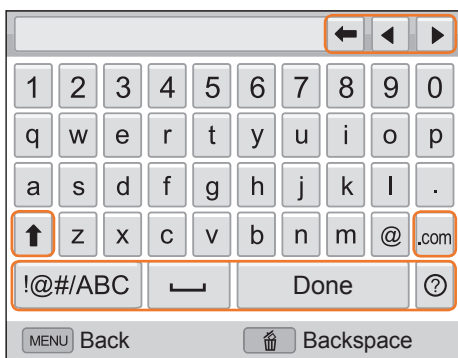 1 2 3 4 5 6 7 8 9 0
q w e r t y u i o p
a s d f g h j k l .
z x c v b n m @ .com
!@#/ABC Done ?
MENU Back Backspace